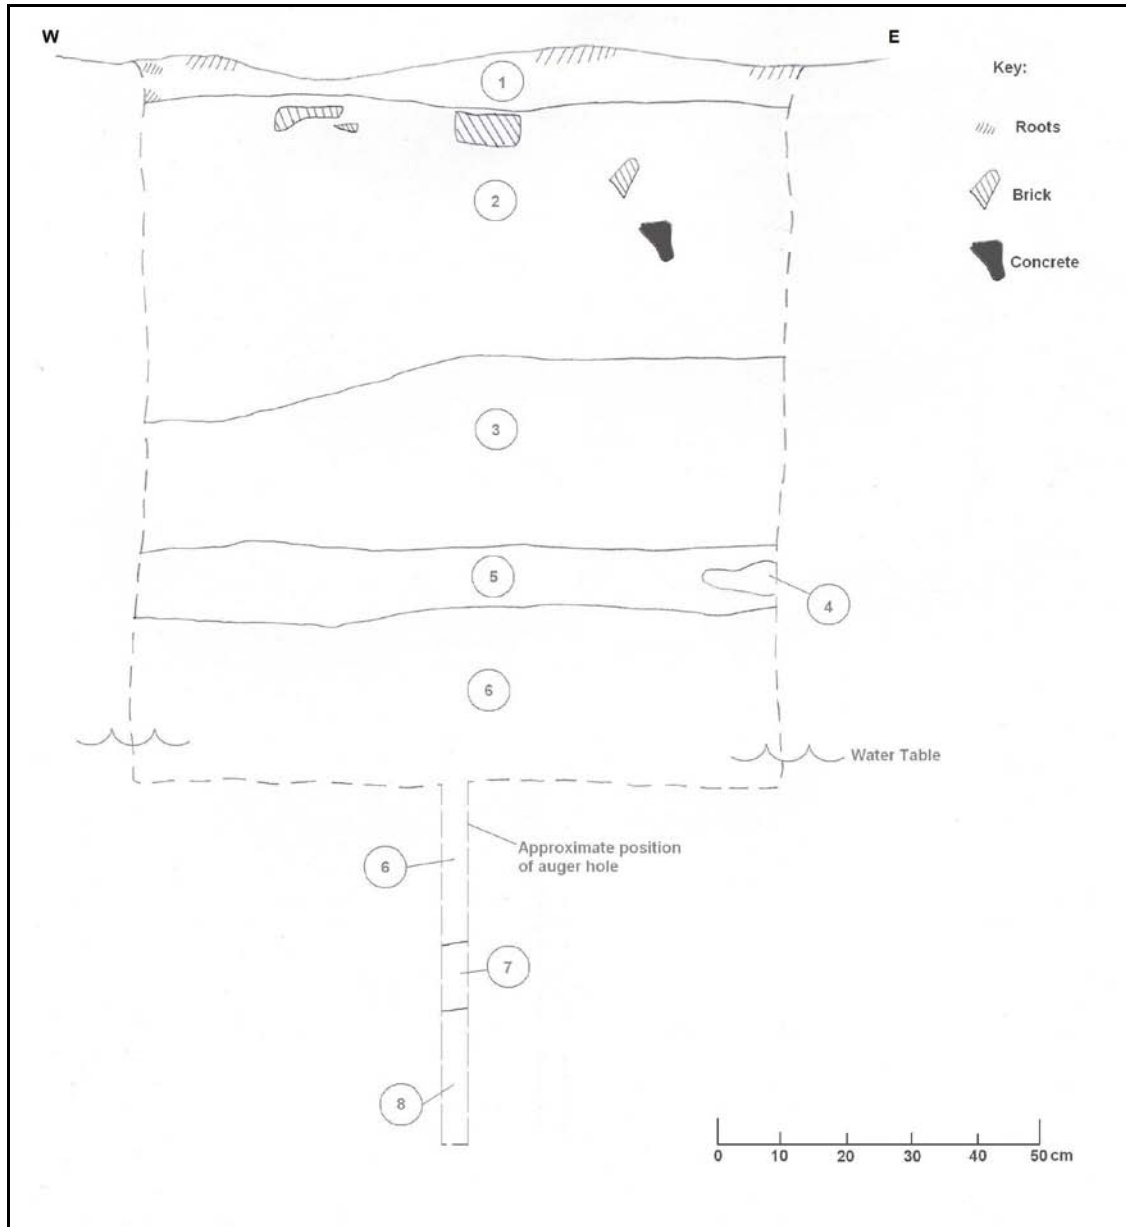 W
E
Key:
Roots
Brick
Concrete
1
2
3
5
4
6
Water Table
Approximate position
of auger hole
6
7
8
0 10 20 30 40 50 cm